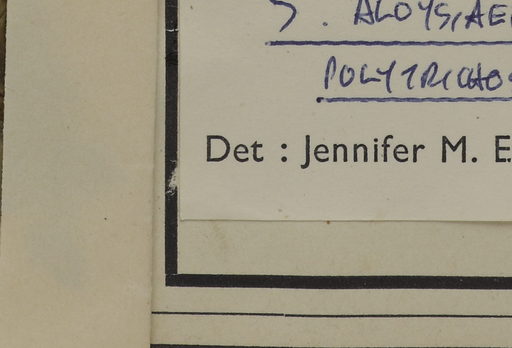 S. ALOYSIAE
POLYTRICHO
Det : Jennifer M. E